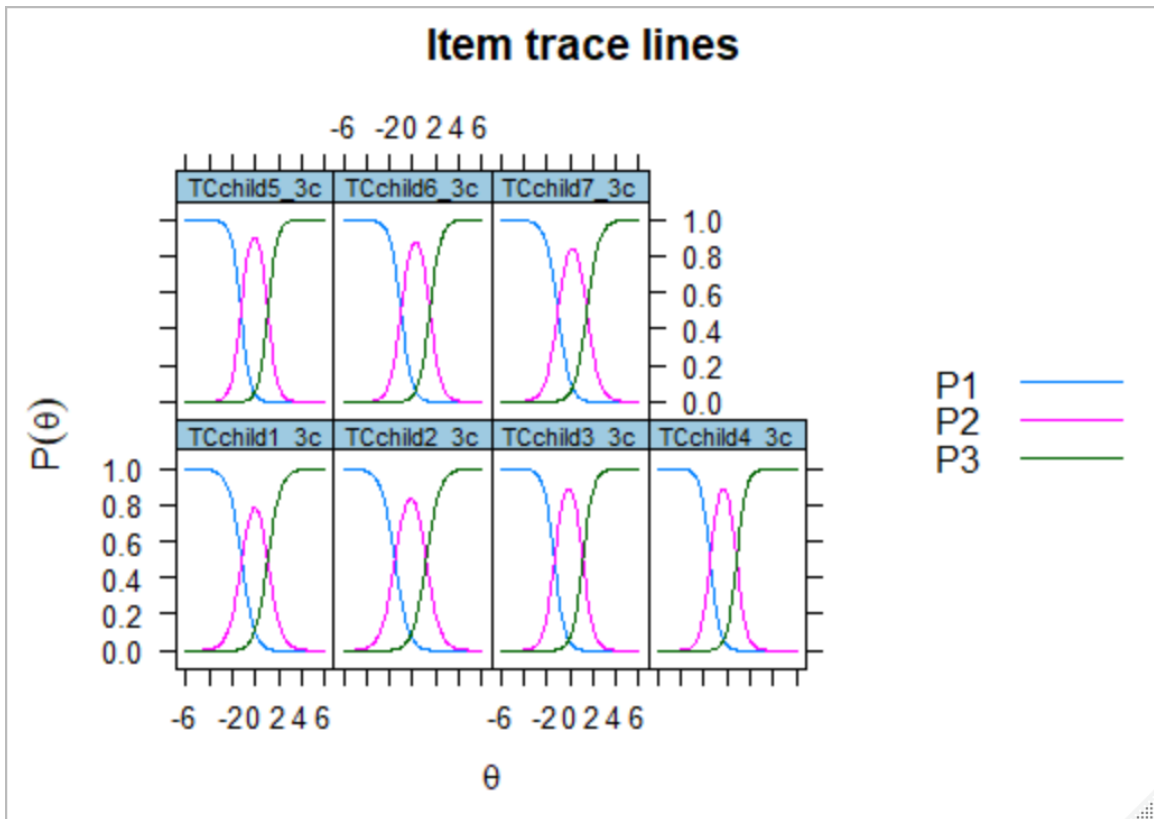 Item trace lines
-6 -20 2 4 6
TCchild5_3c TCchild6_3c TCchild7_3c
1.0
0.8
0.6
0.4
0.2
0.0
P1
P2
P3
P(θ)
TCchild1_3c TCchild2_3c TCchild3_3c TCchild4_3c
1.0
0.8
0.6
0.4
0.2
0.0
-6 -20 2 4 6 -6 -20 2 4 6
θ